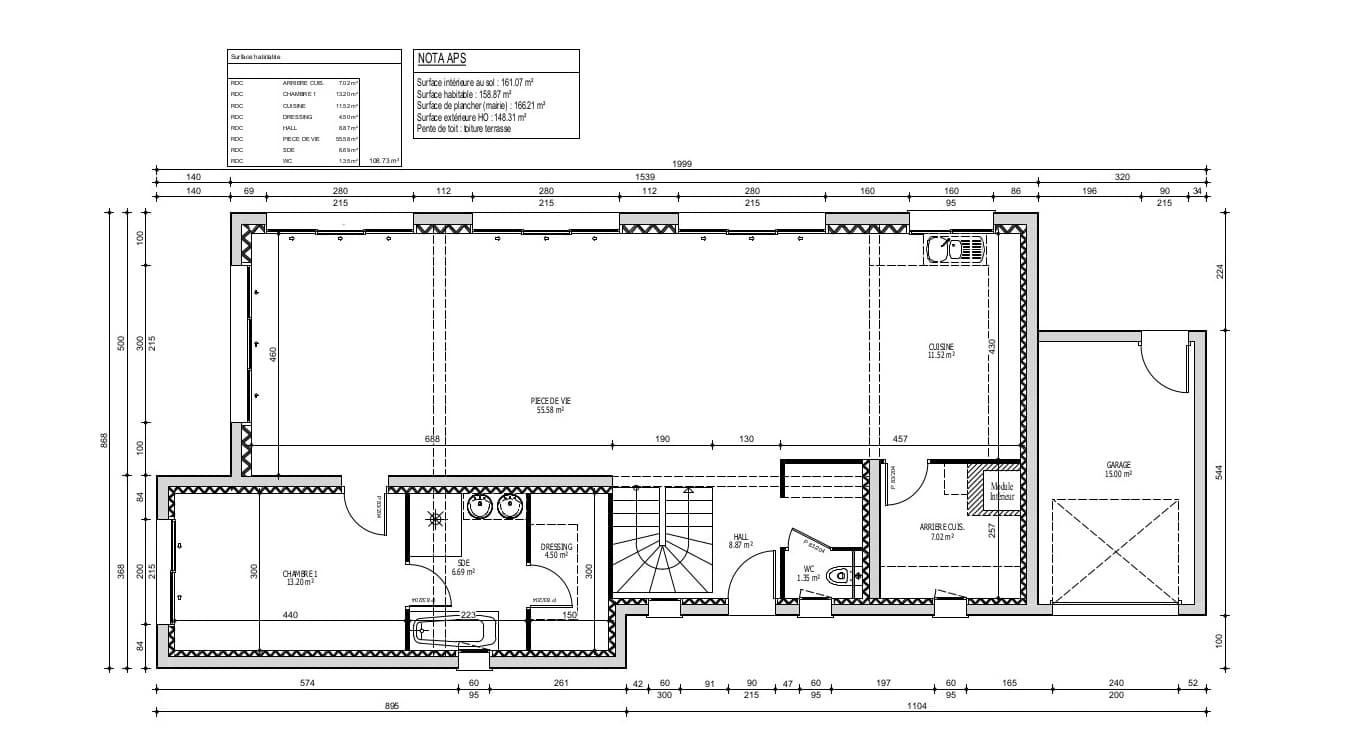 Surface habitable
RDC ARRIERE CUIS. 7.02 m²
RDC CHAMBRE 1 13.20 m²
RDC CUISINE 11.52 m²
RDC DRESSING 4.50 m²
RDC HALL 8.87 m²
RDC PIECE DE VIE 55.58 m²
RDC SDE 6.69 m²
RDC WC 1.35 m² 108.73 m²
NOTA APS
Surface intérieure au sol : 161.07 m²
Surface habitable : 158.87 m²
Surface de plancher (mairie) : 166.21 m²
Surface extérieure HO : 148.31 m²
Pente de toit : toiture terrasse
1999
140 1539 320
140 69 280 112 280 112 280 160 160 86 196 90 34
215 215 215 95 215
868
500
368
100
300
215
100
84
200
215
84
460
PIECE DE VIE
55.58 m²
688 190 130 457
CUISINE
11.52 m²
430
224
544
100
GARAGE
15.00 m²
P 83/204
Module
Intérieur
ARRIERE CUIS.
7.02 m²
257
HALL
8.87 m²
P 83/204
WC
1.35 m²
P 83/204
CHAMBRE 1
13.20 m²
300
440
SDE
6.69 m²
P 83/204
223
DRESSING
4.50 m²
P 83/204
300
150
574 60 261 42 60 91 90 47 60 197 60 165 240 52
95 300 215 95 95 200
895 1104